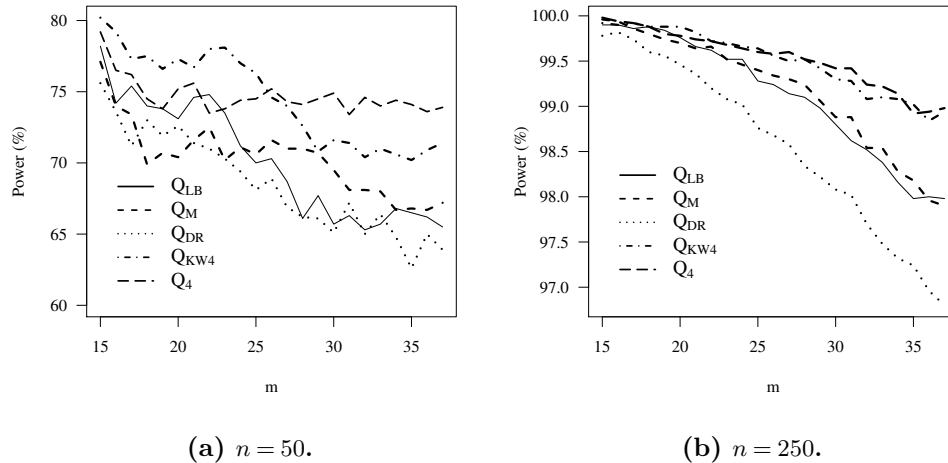 80
75
70
65
60
Power (%)
Q_LB
Q_M
Q_DR
Q_KW4
Q_4
15 20 25 30 35
m
(a) n = 50.
100.0
99.5
99.0
98.5
98.0
97.5
97.0
Power (%)
Q_LB
Q_M
Q_DR
Q_KW4
Q_4
15 20 25 30 35
m
(b) n = 250.